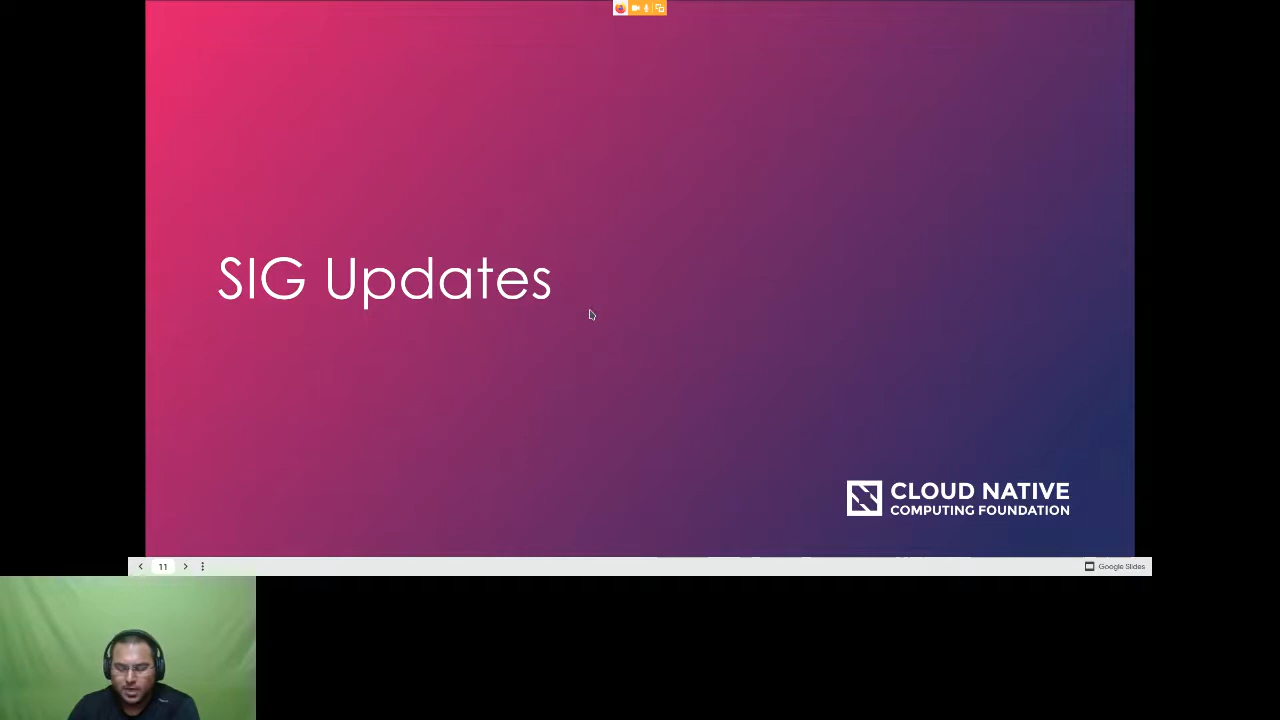 SIG Updates
CLOUD NATIVE
COMPUTING FOUNDATION
11
Google Slides